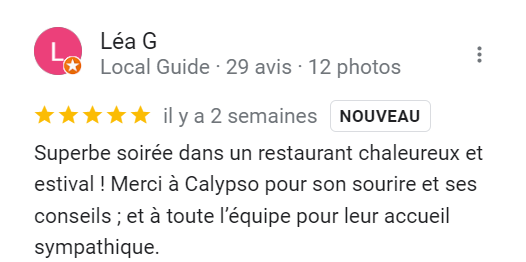 L
Léa G
Local Guide · 29 avis · 12 photos
il y a 2 semaines NOUVEAU
Superbe soirée dans un restaurant chaleureux et
estival ! Merci à Calypso pour son sourire et ses
conseils ; et à toute l’équipe pour leur accueil
sympathique.